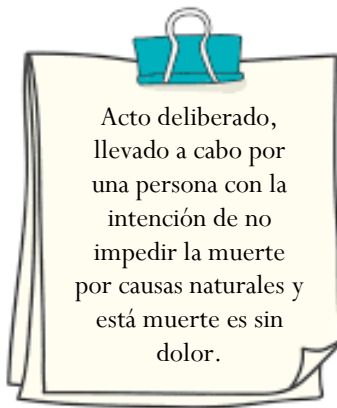 Acto deliberado,
llevado a cabo por
una persona con la
intención de no
impedir la muerte
por causas naturales y
está muerte es sin
dolor.